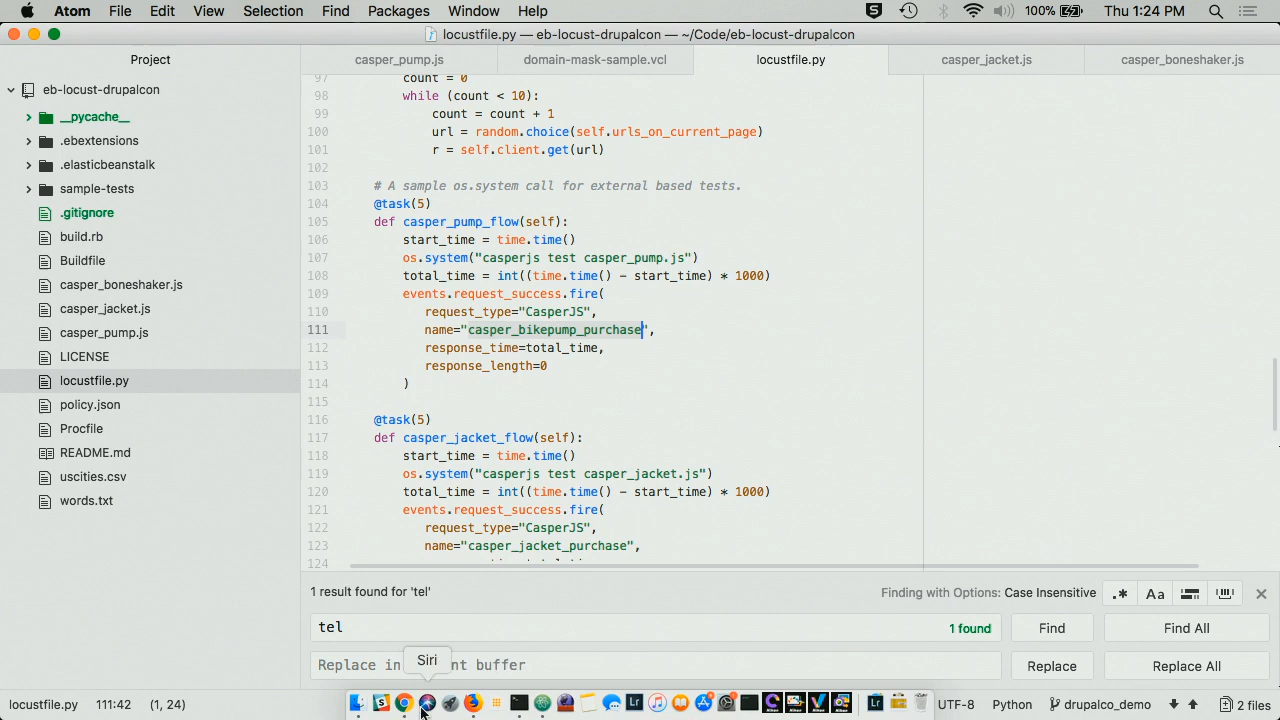 Atom File Edit View Selection Find Packages Window Help 100% Thu 1:24 PM
locustfile.py — eb-locust-drupalcon — ~/Code/eb-locust-drupalcon
Project
casper_pump.js domain-mask-sample.vcl locustfile.py casper_jacket.js casper_boneshaker.js
eb-locust-drupalcon
__pycache__
.ebextensions
.elasticbeanstalk
sample-tests
.gitignore
build.rb
Buildfile
casper_boneshaker.js
casper_jacket.js
casper_pump.js
LICENSE
locustfile.py
policy.json
Procfile
README.md
uscities.csv
words.txt
97 count = 0
98 while (count < 10):
99 count = count + 1
100 url = random.choice(self.urls_on_current_page)
101 r = self.client.get(url)
102
103 # A sample os.system call for external based tests.
104 @task(5)
105 def casper_pump_flow(self):
106 start_time = time.time()
107 os.system("casperjs test casper_pump.js")
108 total_time = int((time.time() - start_time) * 1000)
109 events.request_success.fire(
110 request_type="CasperJS",
111 name="casper_bikepump_purchase",
112 response_time=total_time,
113 response_length=0
114 )
115
116 @task(5)
117 def casper_jacket_flow(self):
118 start_time = time.time()
119 os.system("casperjs test casper_jacket.js")
120 total_time = int((time.time() - start_time) * 1000)
121 events.request_success.fire(
122 request_type="CasperJS",
123 name="casper_jacket_purchase",
124
1 result found for 'tel' Finding with Options: Case Insensitive .* Aa
tel 1 found Find Find All
Replace in nt buffer Replace Replace All
Siri
locustfile.py 1:42 (1, 24) UTF-8 Python drupalco_demo 2 files